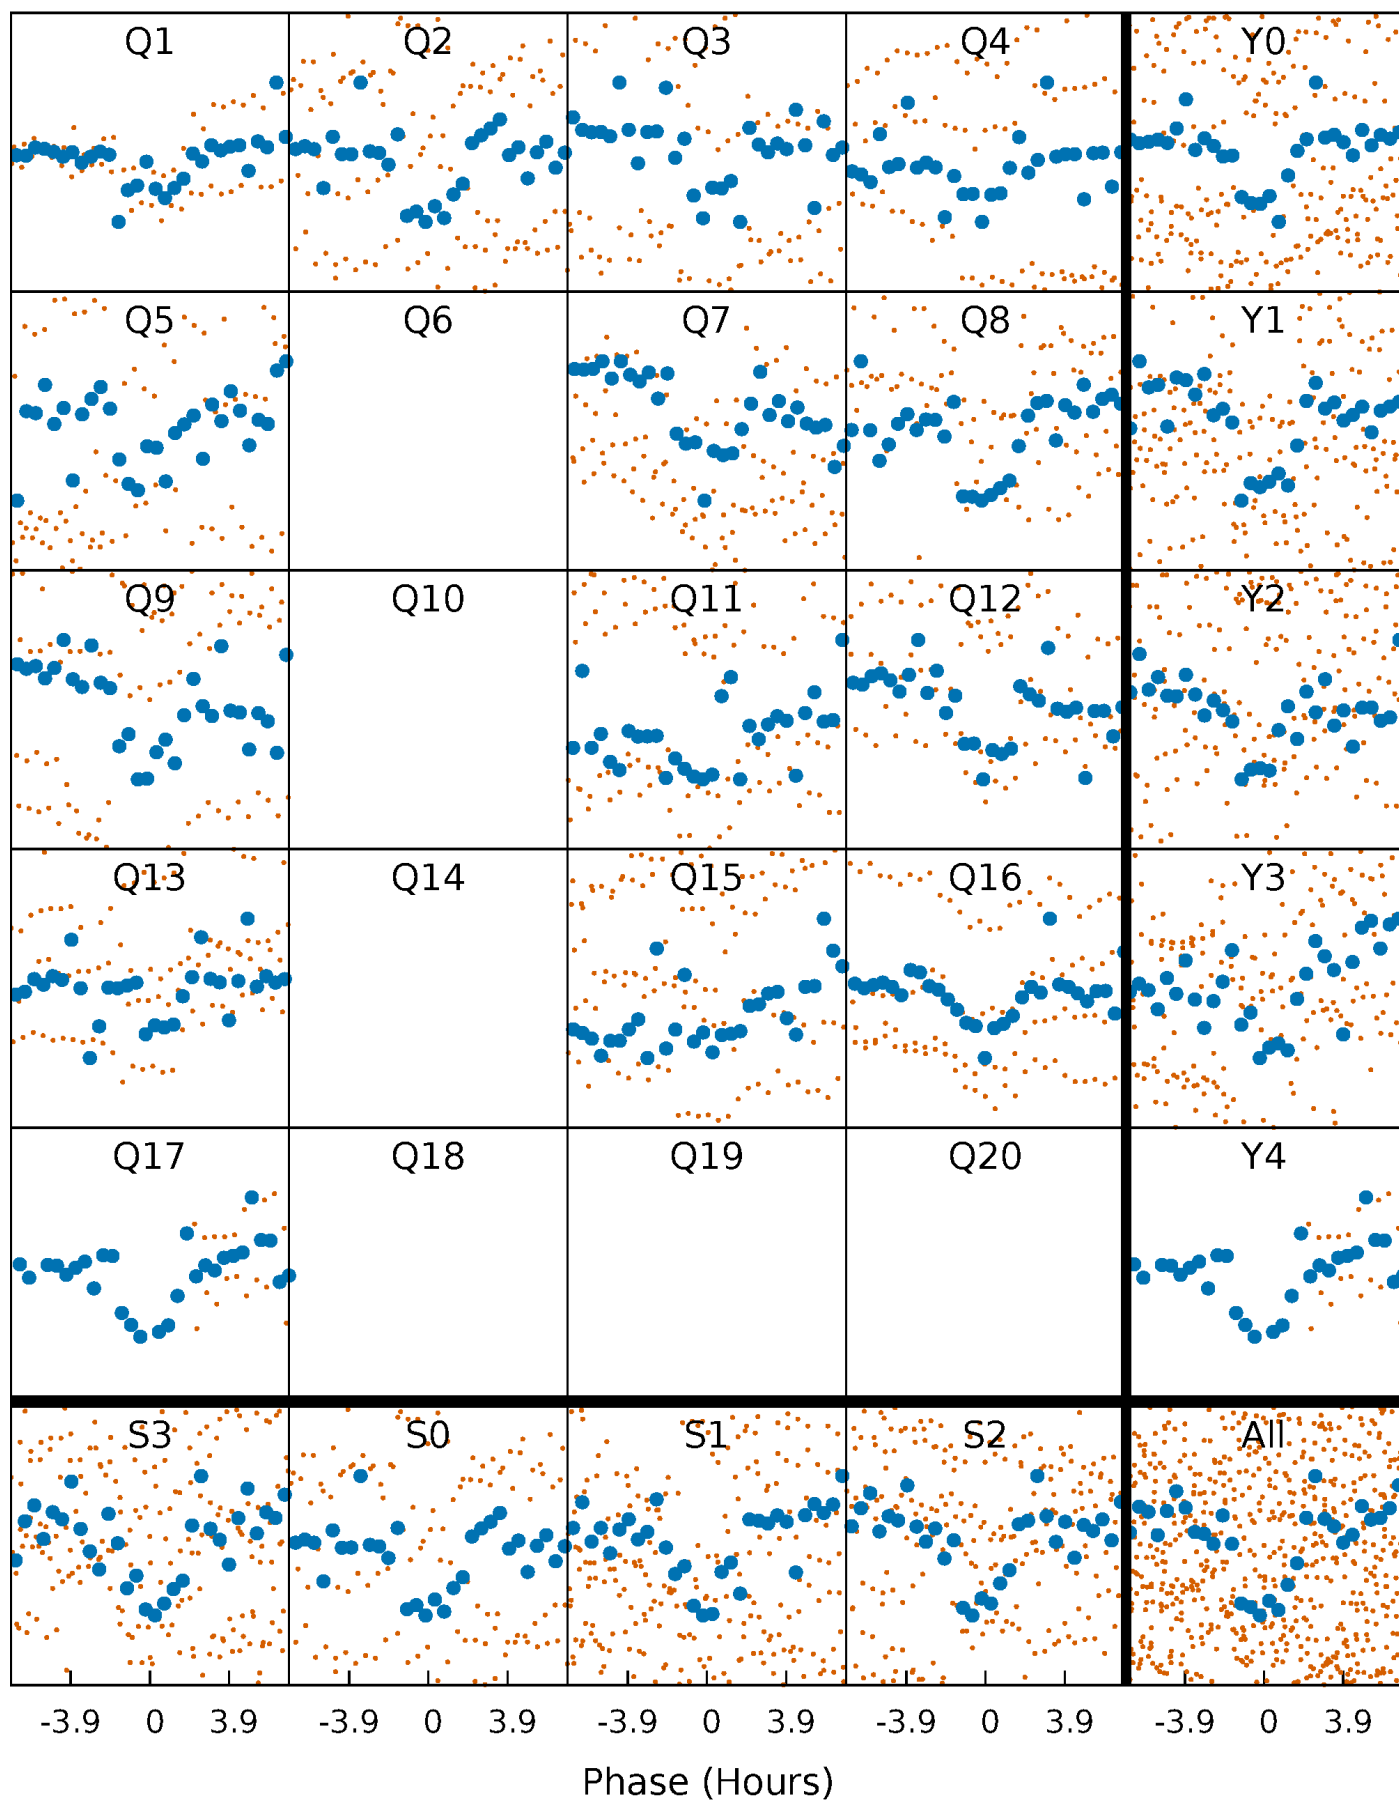 Q1 Q2 Q3 Q4 Y0
Q5 Q6 Q7 Q8 Y1
Q9 Q10 Q11 Q12 Y2
Q13 Q14 Q15 Q16 Y3
Q17 Q18 Q19 Q20 Y4
S3 S0 S1 S2 All
-3.9 0 3.9 -3.9 0 3.9 -3.9 0 3.9 -3.9 0 3.9 -3.9 0 3.9
Phase (Hours)